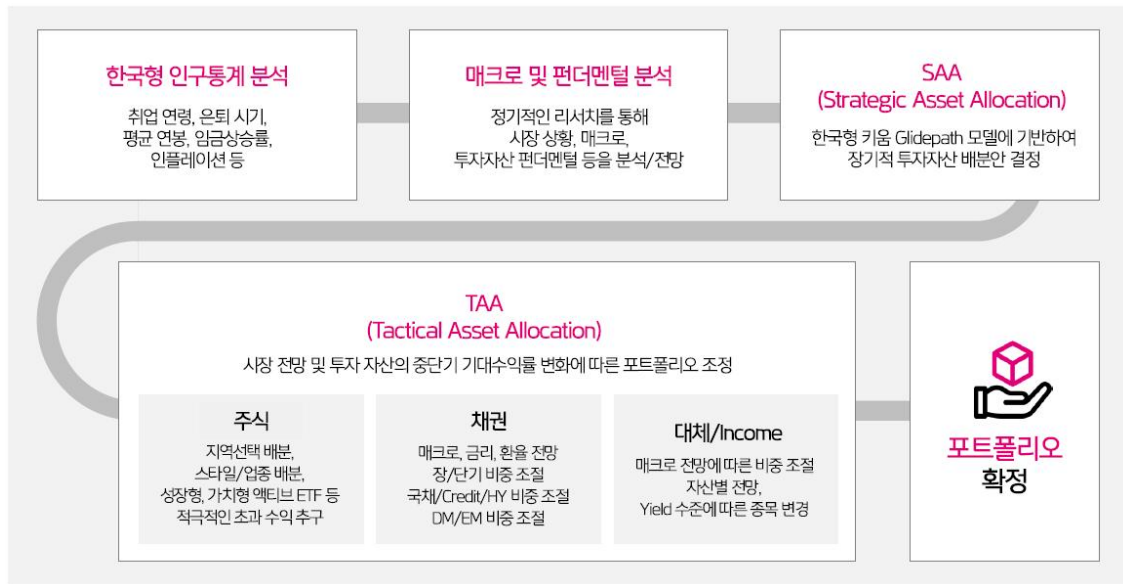 한국형 인구통계 분석
취업 연령, 은퇴 시기,
평균 연봉, 임금상승률,
인플레이션 등
매크로 및 펀더멘털 분석
정기적인 리서치를 통해
시장 상황, 매크로,
투자자산 펀더멘털 등을 분석/전망
SAA
(Strategic Asset Allocation)
한국형 키움 Glidepath 모델에 기반하여
장기적 투자자산 배분안 결정
TAA
(Tactical Asset Allocation)
시장 전망 및 투자 자산의 중단기 기대수익률 변화에 따른 포트폴리오 조정
주식
지역선택 배분,
스타일/업종 배분,
성장형, 가치형 액티브 ETF 등
적극적인 초과 수익 추구
채권
매크로, 금리, 환율 전망
장/단기 비중 조절
국채/Credit/HY 비중 조절
DM/EM 비중 조절
대체/Income
매크로 전망에 따른 비중 조절
자산별 전망,
Yield 수준에 따른 종목 변경
포트폴리오
확정